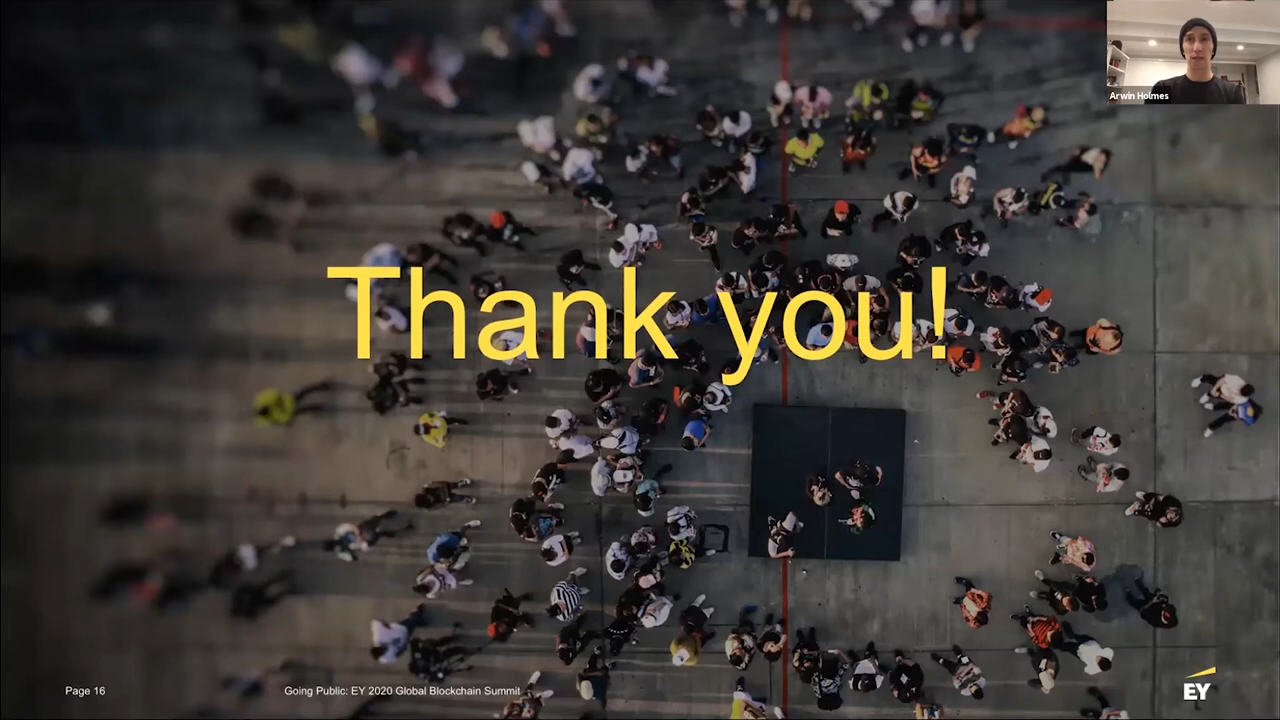 Arwin Holmes
Thank you!
Page 16
Going Public: EY 2020 Global Blockchain Summit
EY